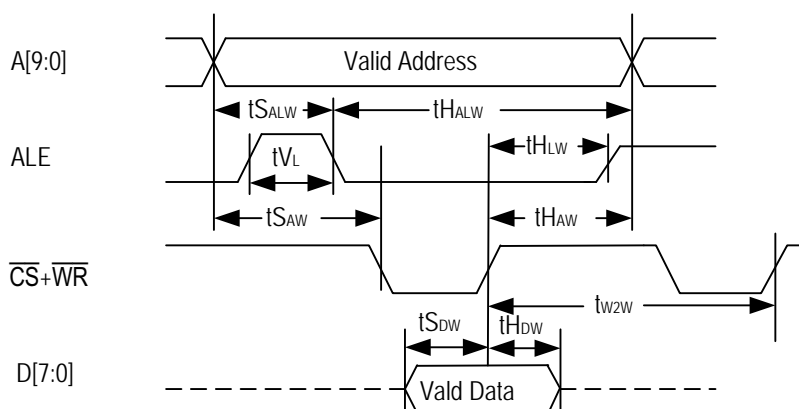 A[9:0]
Valid Address
tSALW
tHALW
ALE
tVL
tHLW
tSAW
tHAW
CS+WR
tW2W
tSDW
tHDW
D[7:0]
Vald Data